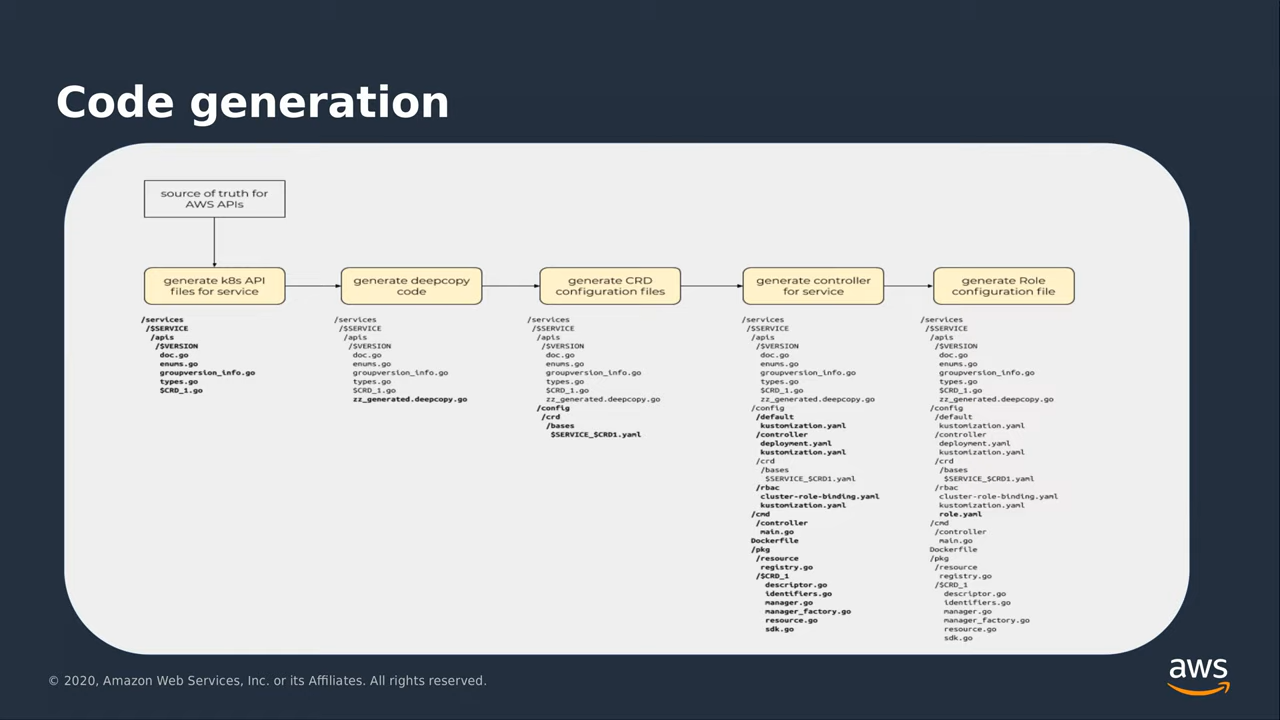 Code generation
source of truth for
AWS APIs
generate k8s API
files for service
generate deepcopy
code
generate CRD
configuration files
generate controller
for service
generate Role
configuration file
/services
/$SERVICE
/apis
/$VERSION
doc.go
enums.go
groupversion_info.go
types.go
$CRD_1.go
/services
/$SERVICE
/apis
/$VERSION
doc.go
enums.go
groupversion_info.go
types.go
$CRD_1.go
zz_generated.deepcopy.go
/services
/$SERVICE
/apis
/$VERSION
doc.go
enums.go
groupversion_info.go
types.go
$CRD_1.go
zz_generated.deepcopy.go
/config
/crd
/bases
$SERVICE_$CRD1.yaml
/services
/$SERVICE
/apis
/$VERSION
doc.go
enums.go
groupversion_info.go
types.go
$CRD_1.go
zz_generated.deepcopy.go
/config
/default
kustomization.yaml
/controller
deployment.yaml
kustomization.yaml
/crd
/bases
$SERVICE_$CRD1.yaml
/rbac
cluster-role-binding.yaml
kustomization.yaml
/cmd
/controller
main.go
Dockerfile
/pkg
/resource
registry.go
/$CRD_1
descriptor.go
identifiers.go
manager.go
manager_factory.go
resource.go
sdk.go
/services
/$SERVICE
/apis
/$VERSION
doc.go
enums.go
groupversion_info.go
types.go
$CRD_1.go
zz_generated.deepcopy.go
/config
/default
kustomization.yaml
/controller
deployment.yaml
kustomization.yaml
/crd
/bases
$SERVICE_$CRD1.yaml
/rbac
cluster-role-binding.yaml
kustomization.yaml
role.yaml
/cmd
/controller
main.go
Dockerfile
/pkg
/resource
registry.go
/$CRD_1
descriptor.go
identifiers.go
manager.go
manager_factory.go
resource.go
sdk.go
© 2020, Amazon Web Services, Inc. or its Affiliates. All rights reserved.
aws